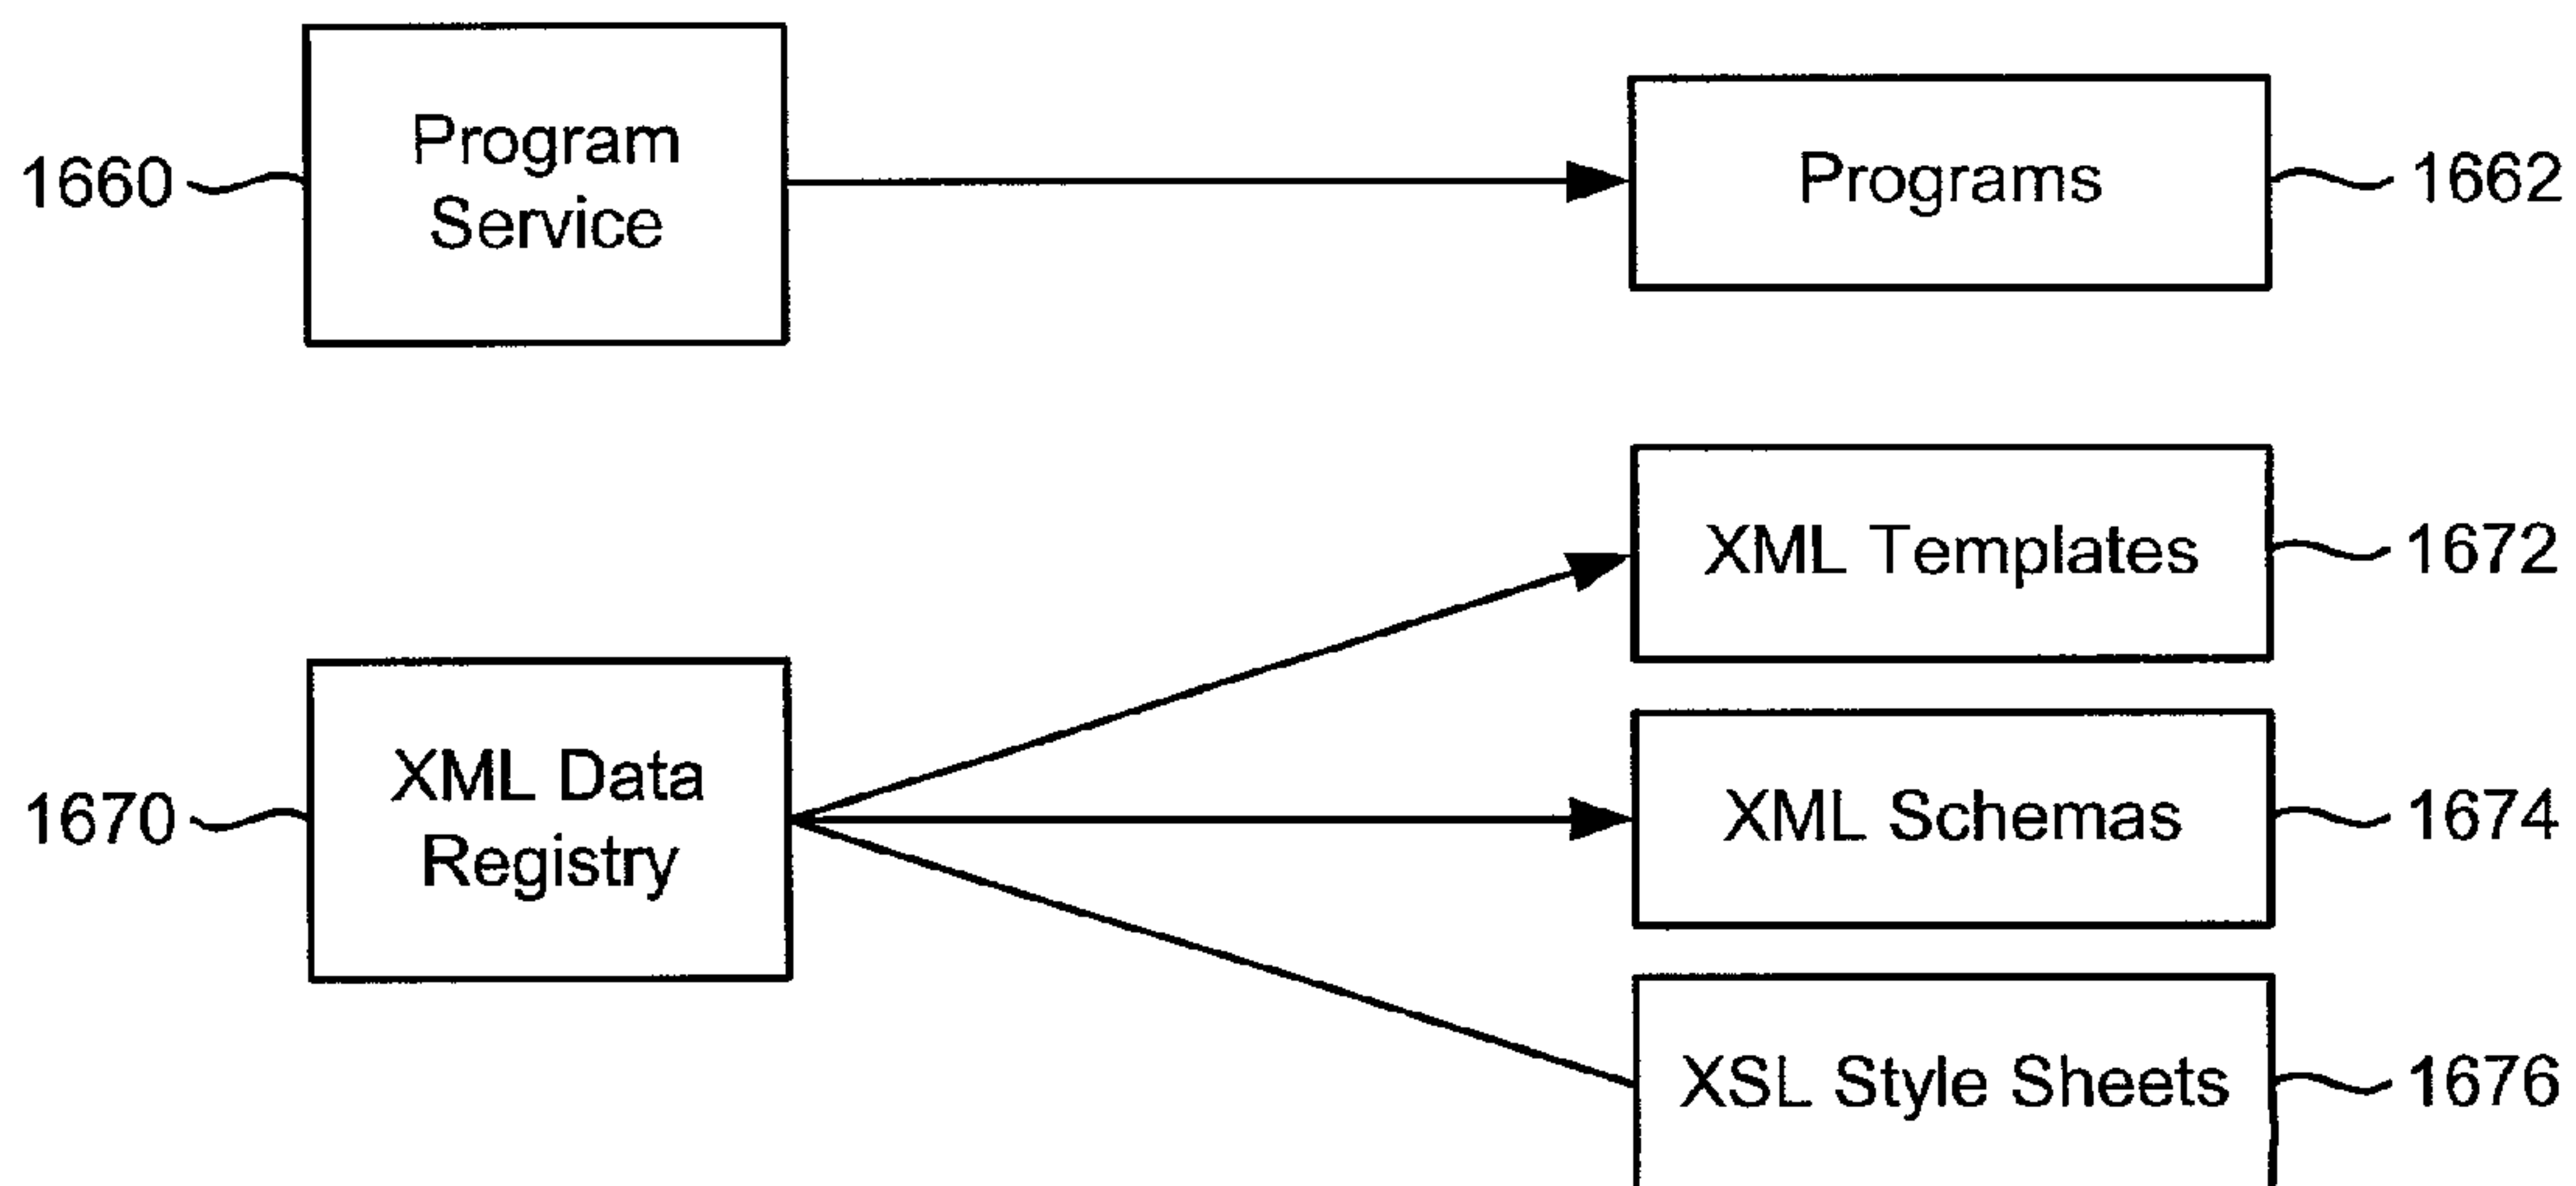 Program
Service
1660
Programs
1662
XML Templates
1672
XML Data
Registry
1670
XML Schemas
1674
XSL Style Sheets
1676